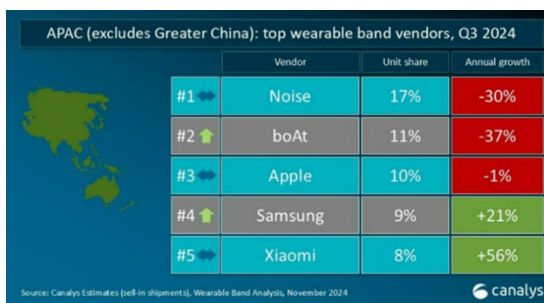 APAC (excludes Greater China): top wearable band vendors, Q3 2024
Vendor Unit share Annual growth
#1 Noise 17% -30%
#2 boAt 11% -37%
#3 Apple 10% -1%
#4 Samsung 9% +21%
#5 Xiaomi 8% +56%
Source: Canalys Estimates (sell-in shipments), Wearable Band Analysis, November 2024
canalys